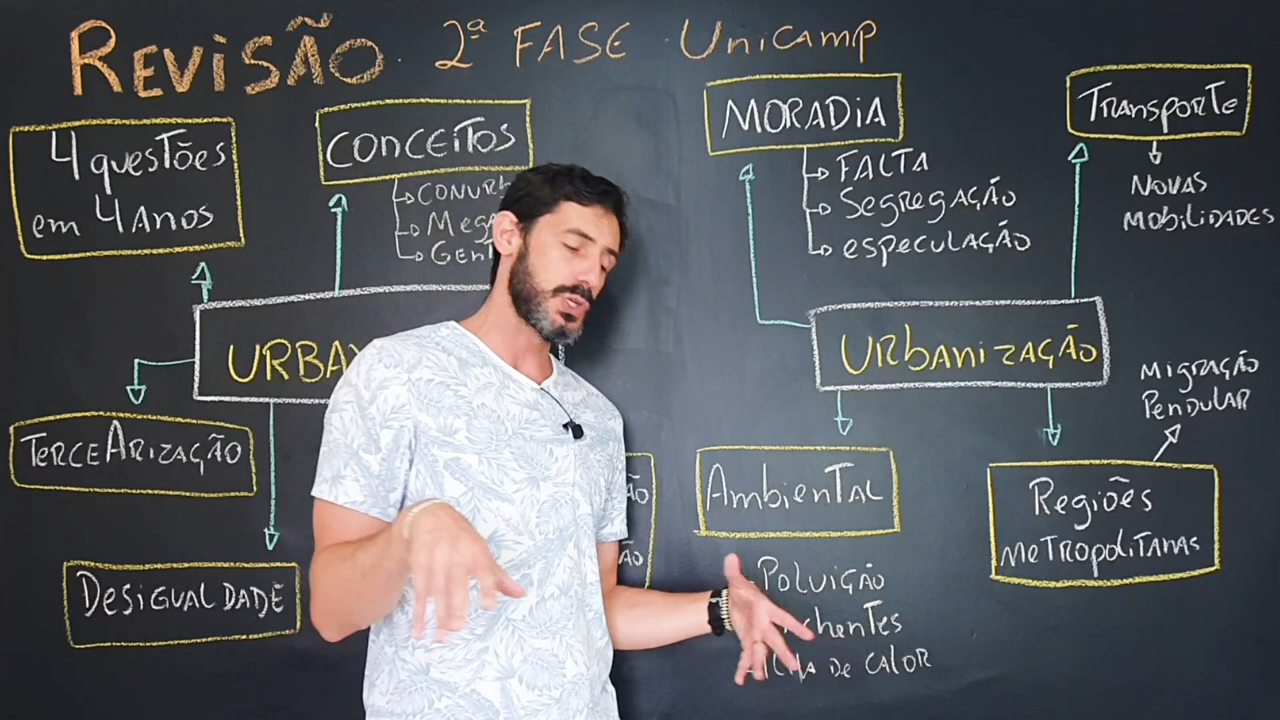 Revisão. 2ª FASE. Unicamp
4 questões
em 4 Anos
CONCEITOS
URBA
TERCEARIZAÇÃO
DESIGUALDADE
MORADIA
FALTA
SegregAÇÃO
especulAÇÃO
Transporte
Novas
Mobilidades
Urbanização
Ambiental
Poluição
de calor
Migração
Pendular
Regiões
metropolitanas